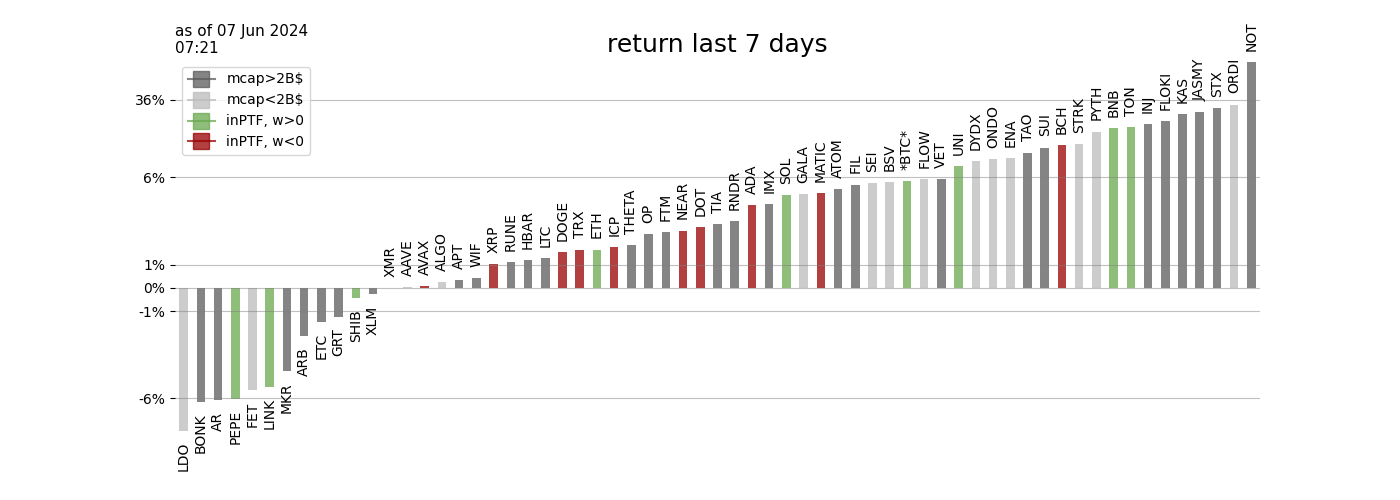 as of 07 Jun 2024
07:21
return last 7 days
mcap>2B$
mcap<2B$
inPTF, w>0
inPTF, w<0
36%
6%
1%
0%
-1%
-6%
LDO
BONK
AR
PEPE
FET
LINK
MKR
ARB
ETC
GRT
SHIB
XLM
XMR
AAVE
AVAX
ALGO
APT
WIF
XRP
RUNE
HBAR
LTC
DOGE
TRX
ETH
ICP
THETA
OP
FTM
NEAR
DOT
TIA
RNDR
ADA
IMX
SOL
GALA
MATIC
ATOM
FIL
SEI
BSV
*BTC*
FLOW
VET
UNI
DYDX
ONDO
ENA
TAO
SUI
BCH
STRK
PYTH
BNB
TON
INJ
FLOKI
KAS
JASMY
STX
ORDI
NOT